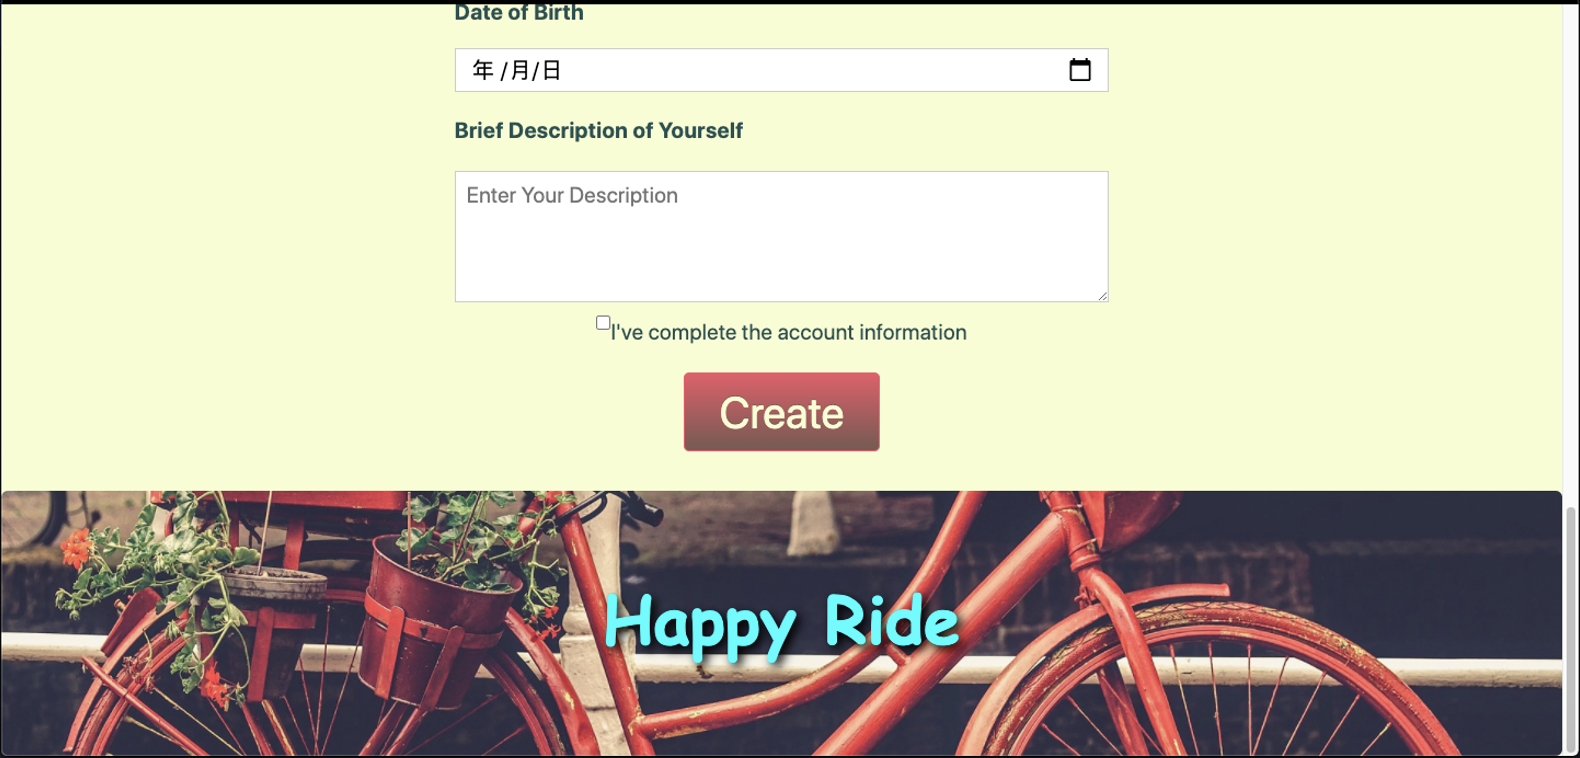 Date of Birth
年 /月/日
Brief Description of Yourself
Enter Your Description
I've complete the account information
Create
Happy Ride